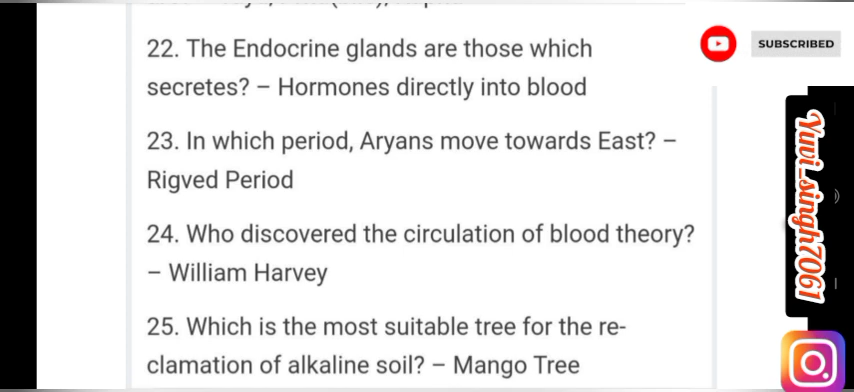 22. The Endocrine glands are those which
secretes? – Hormones directly into blood
23. In which period, Aryans move towards East? –
Rigved Period
24. Who discovered the circulation of blood theory?
– William Harvey
25. Which is the most suitable tree for the re-
clamation of alkaline soil? – Mango Tree
SUBSCRIBED
Yuvi_singh7061